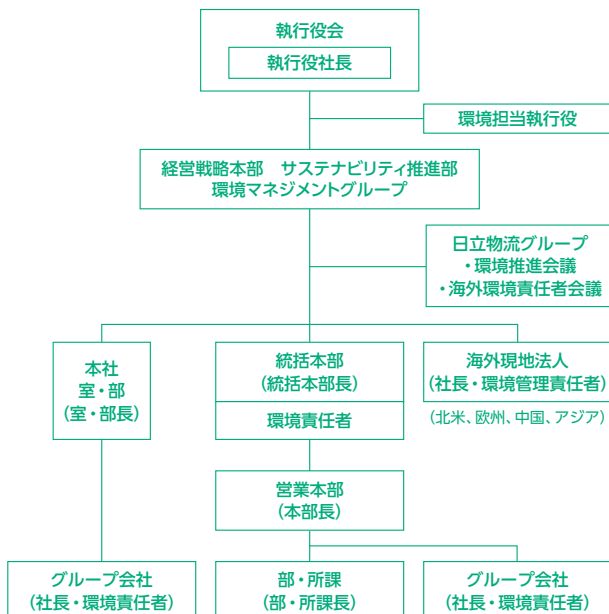 執行役会
執行役社長
環境担当執行役
経営戦略本部　サステナビリティ推進部
環境マネジメントグループ
日立物流グループ
・環境推進会議
・海外環境責任者会議
本社
室・部
(室・部長)
統括本部
(統括本部長)
環境責任者
海外現地法人
(社長・環境管理責任者)
(北米、欧州、中国、アジア)
営業本部
(本部長)
グループ会社
(社長・環境責任者)
部・所課
(部・所課長)
グループ会社
(社長・環境責任者)